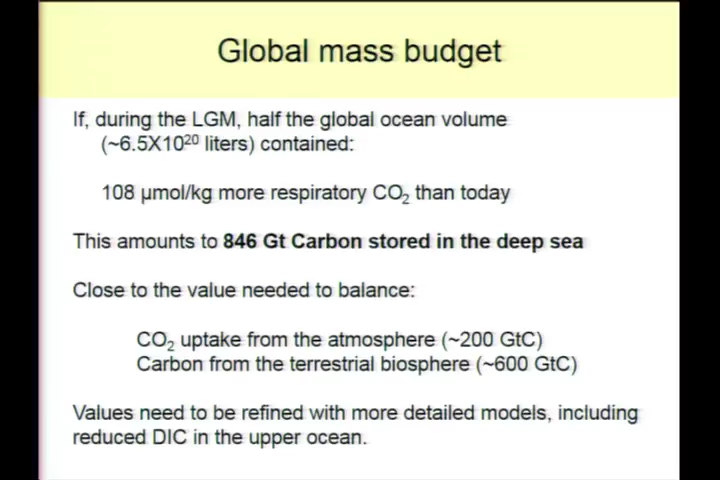 Global mass budget
If, during the LGM, half the global ocean volume
(~6.5X10²⁰ liters) contained:
108 µmol/kg more respiratory CO₂ than today
This amounts to 846 Gt Carbon stored in the deep sea
Close to the value needed to balance:
CO₂ uptake from the atmosphere (~200 GtC)
Carbon from the terrestrial biosphere (~600 GtC)
Values need to be refined with more detailed models, including
reduced DIC in the upper ocean.